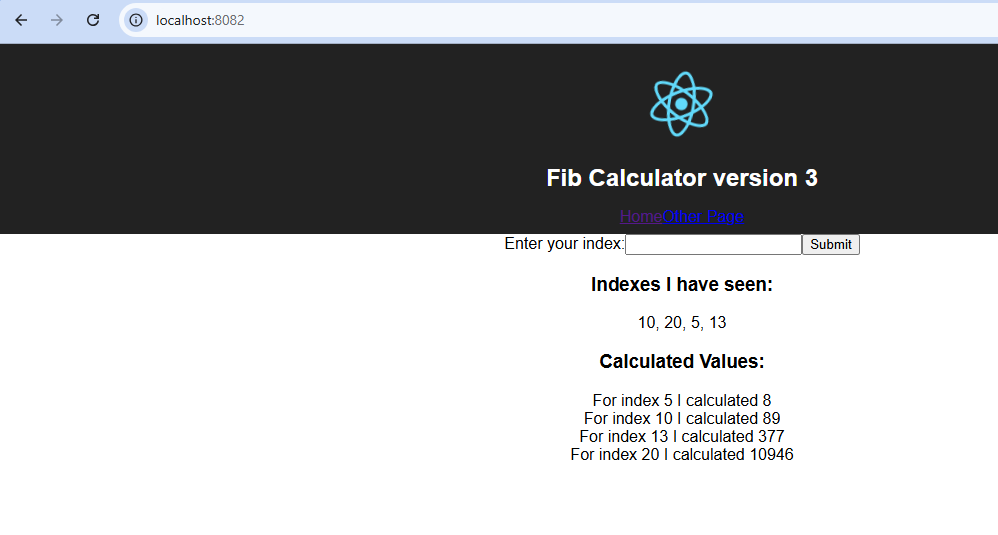 localhost:8082
Fib Calculator version 3
HomeOther Page
Enter your index: Submit
Indexes I have seen:
10, 20, 5, 13
Calculated Values:
For index 5 I calculated 8
For index 10 I calculated 89
For index 13 I calculated 377
For index 20 I calculated 10946